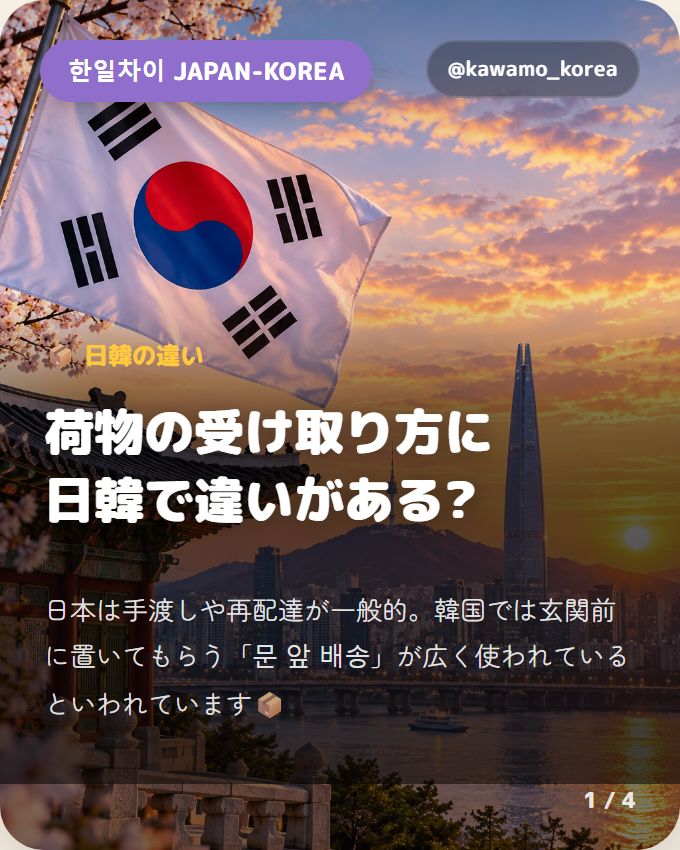 한일차이 JAPAN-KOREA
@kawamo_korea
📦 日韓の違い
荷物の受け取り方に
日韓で違いがある?
日本は手渡しや再配達が一般的。韓国では玄関前
に置いてもらう「문 앞 배송」が広く使われている
といわれています📦
1 / 4